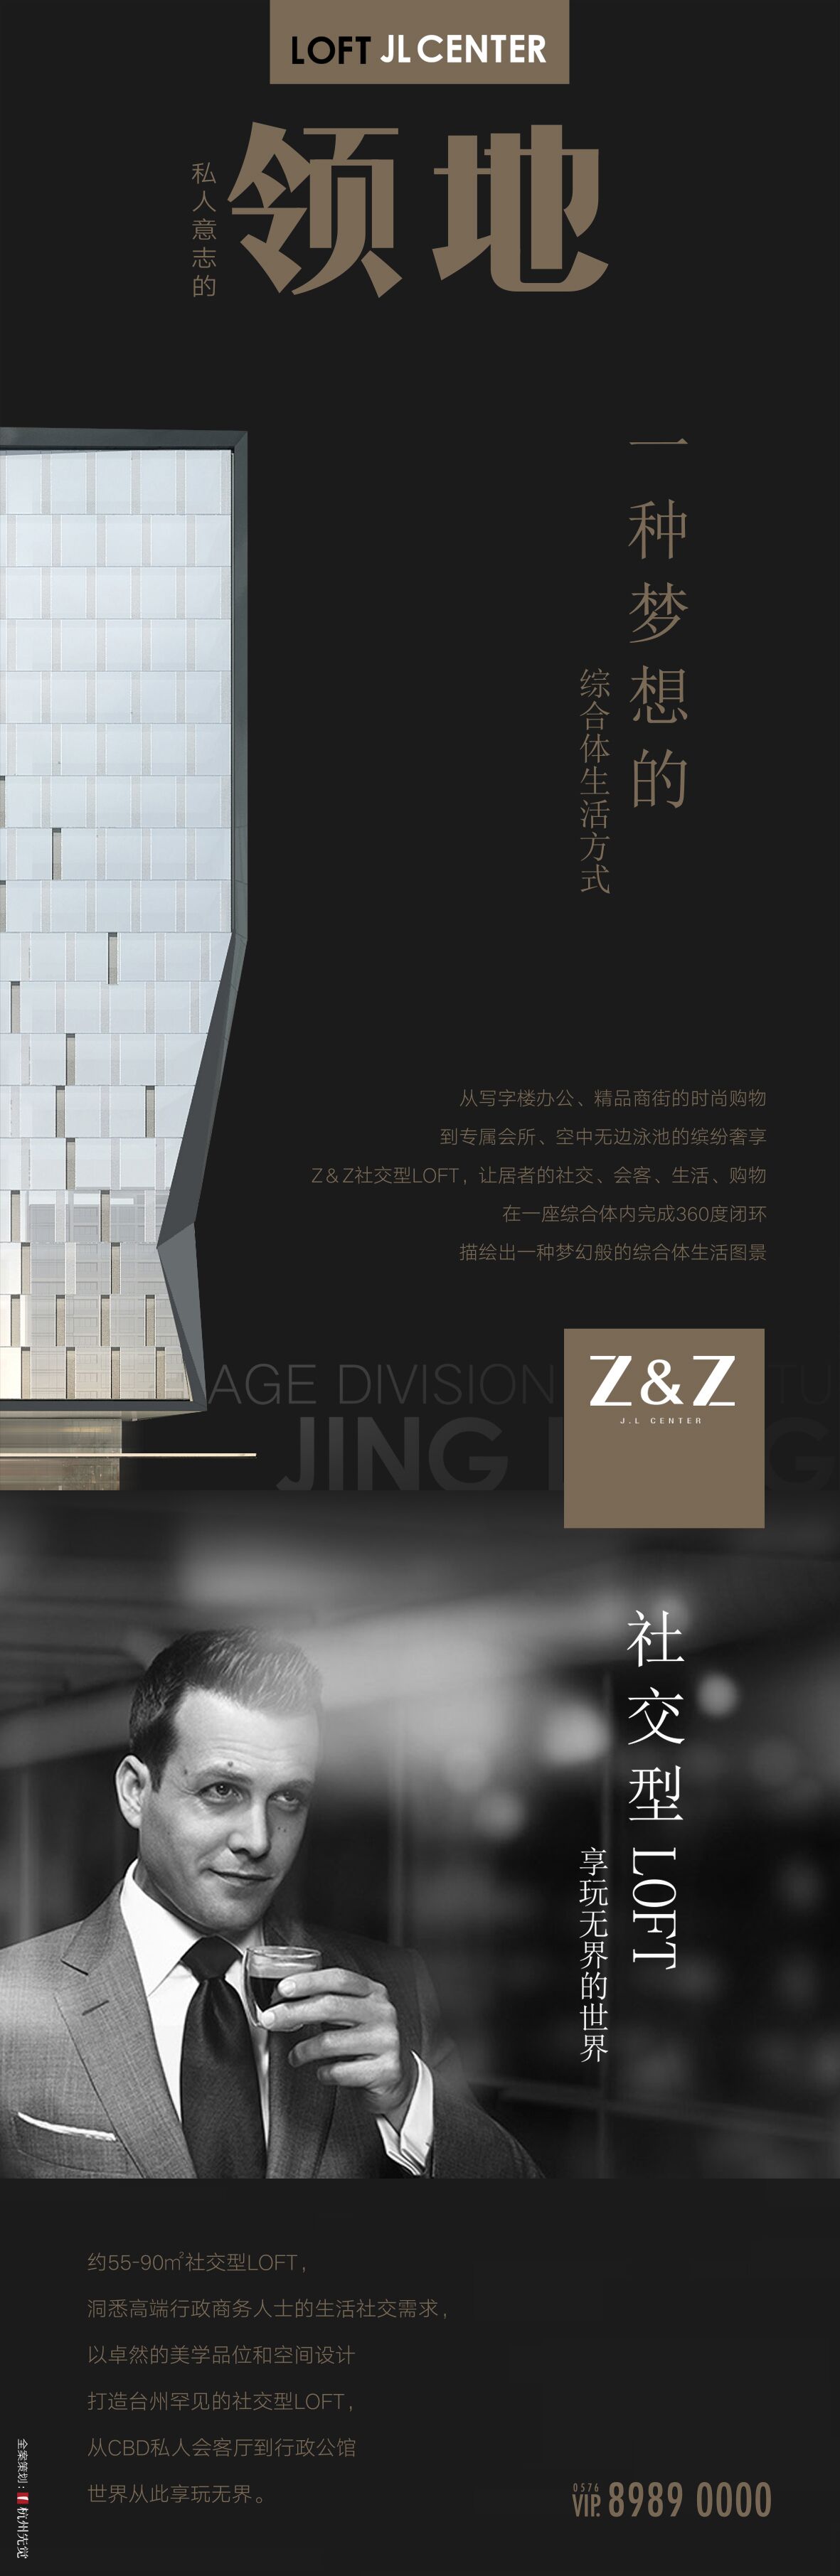 LOFT JL CENTER
私人意志的
领地
一种梦想的
综合体生活方式
从写字楼办公、精品商街的时尚购物
到专属会所、空中无边泳池的缤纷奢享
Z&Z社交型LOFT，让居者的社交、会客、生活、购物
在一座综合体内完成360度闭环
描绘出一种梦幻般的综合体生活图景
AGE DIVISION
JING
Z&Z
J.L CENTER
社交型 LOFT
享玩无界的世界
约55-90㎡社交型LOFT，
洞悉高端行政商务人士的生活社交需求，
以卓然的美学品位和空间设计
打造台州罕见的社交型LOFT，
从CBD私人会客厅到行政公馆
世界从此享玩无界。
全案策划：杭州先觉
0576
VIP. 8989 0000